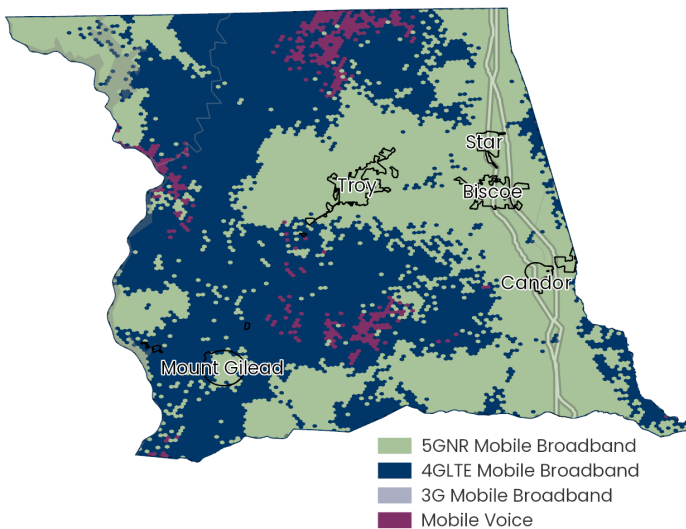 Star
Troy
Biscoe
Candor
Mount Gilead
5GNR Mobile Broadband
4GLTE Mobile Broadband
3G Mobile Broadband
Mobile Voice